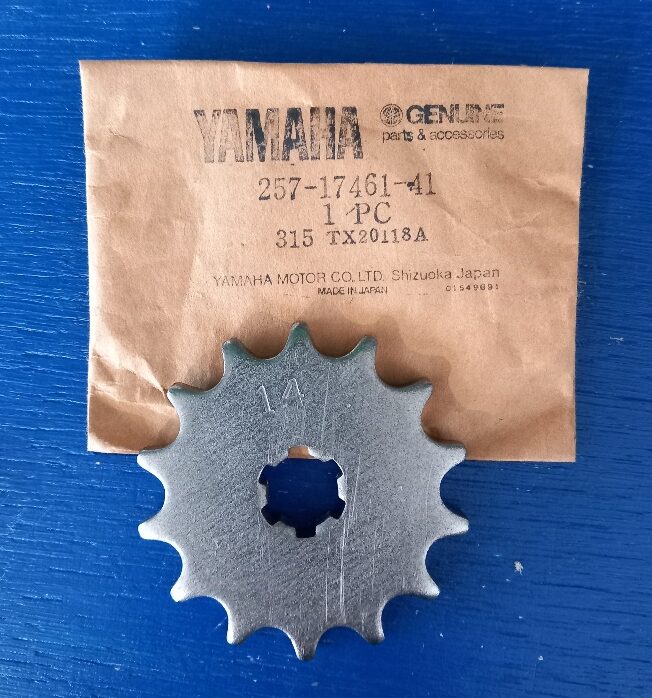 YAMAHA GENUINE
parts & accessories
257-17461-41
1 PC
315 TX20118A
YAMAHA MOTOR CO., LTD. Shizuoka Japan
MADE IN JAPAN
14